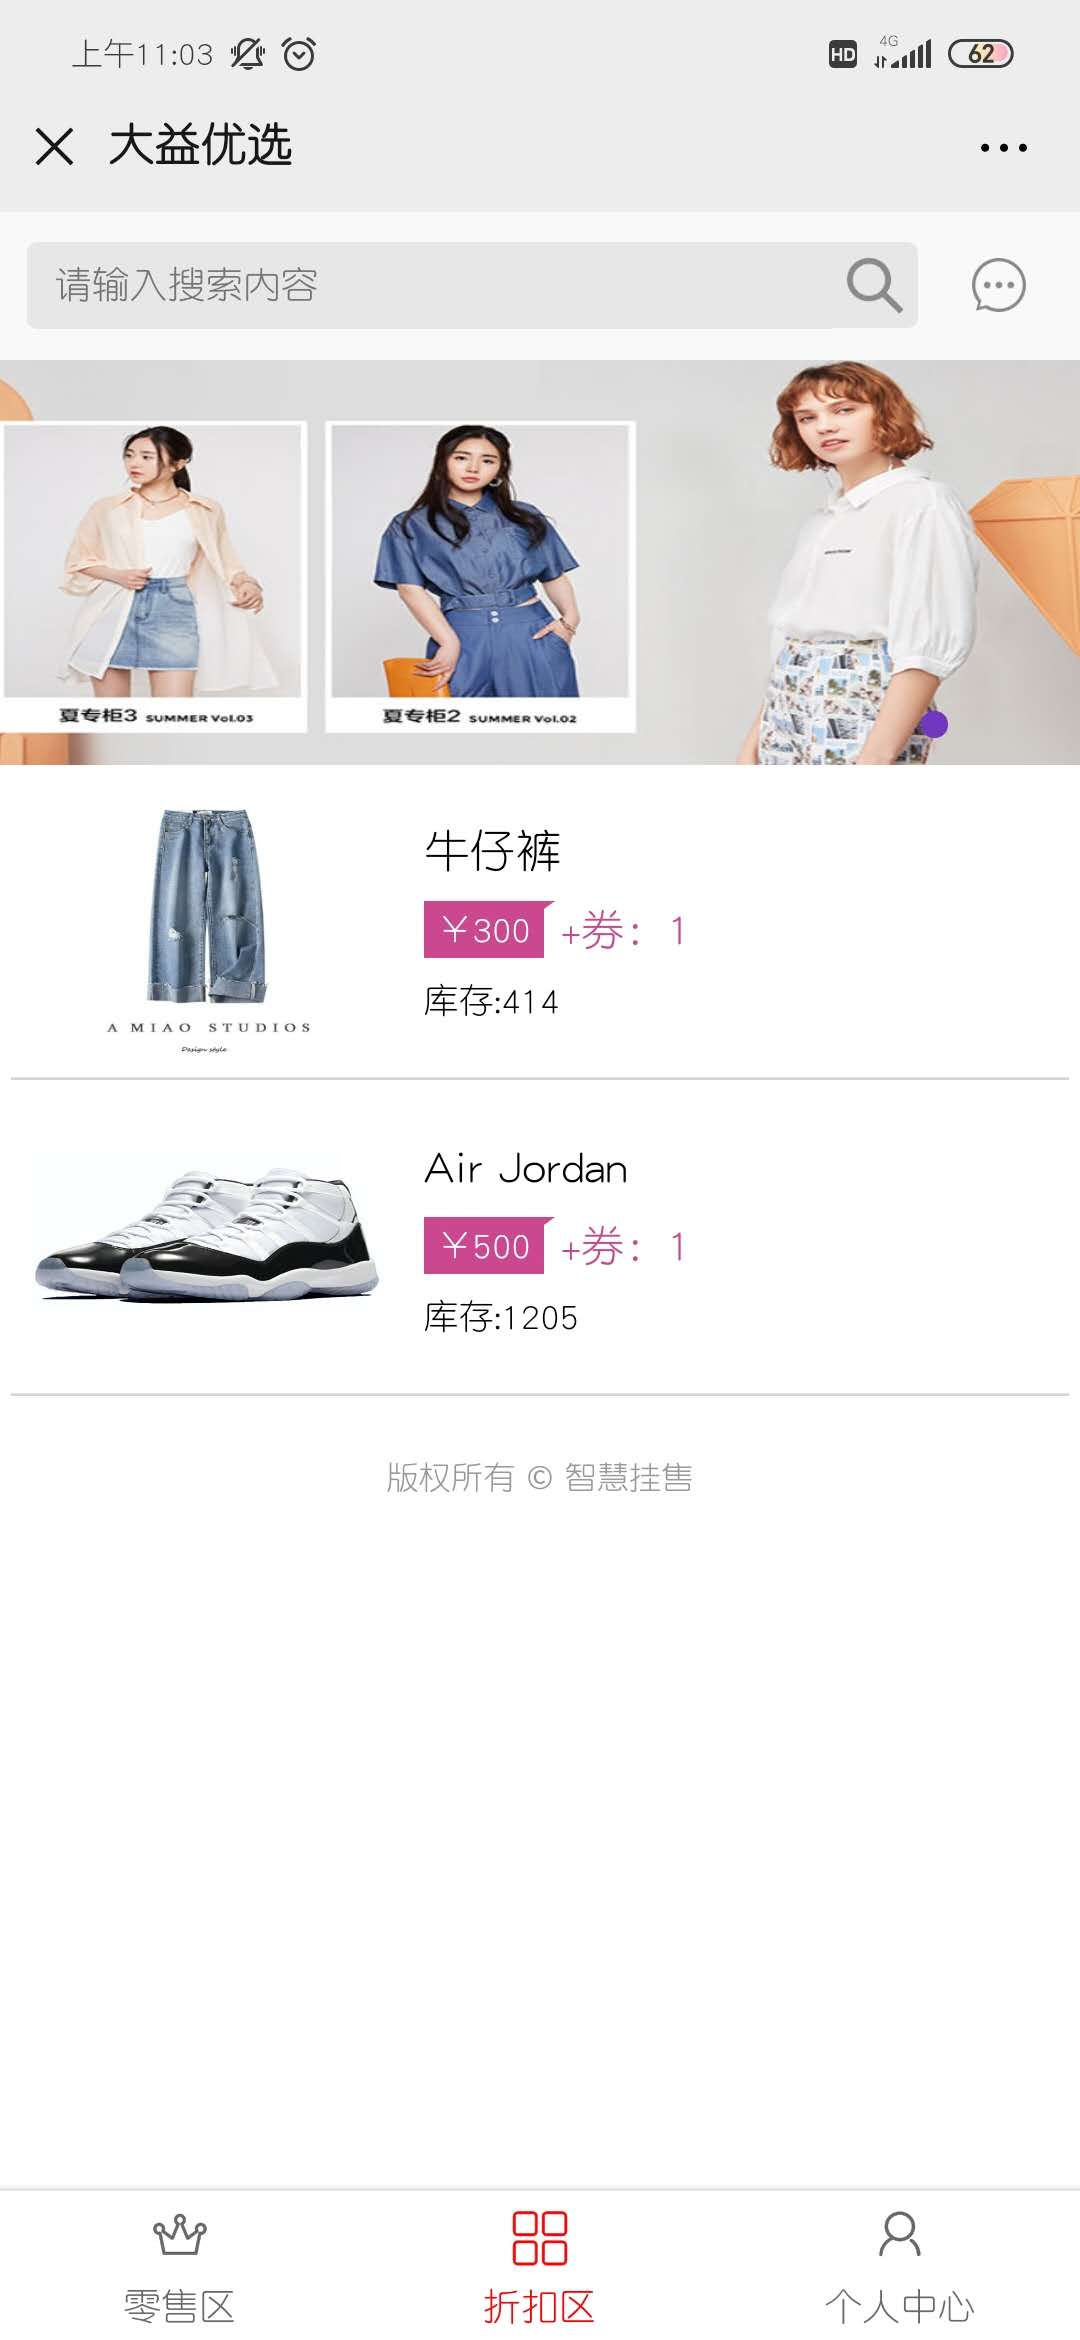 上午11:03
HD
4G
62
大益优选
请输入搜索内容
夏专柜3 SUMMER Vol.03
夏专柜2 SUMMER Vol.02
牛仔裤
¥300 +券：1
库存:414
A MIAO STUDIOS
Design style
Air Jordan
¥500 +券：1
库存:1205
版权所有 © 智慧挂售
零售区
折扣区
个人中心